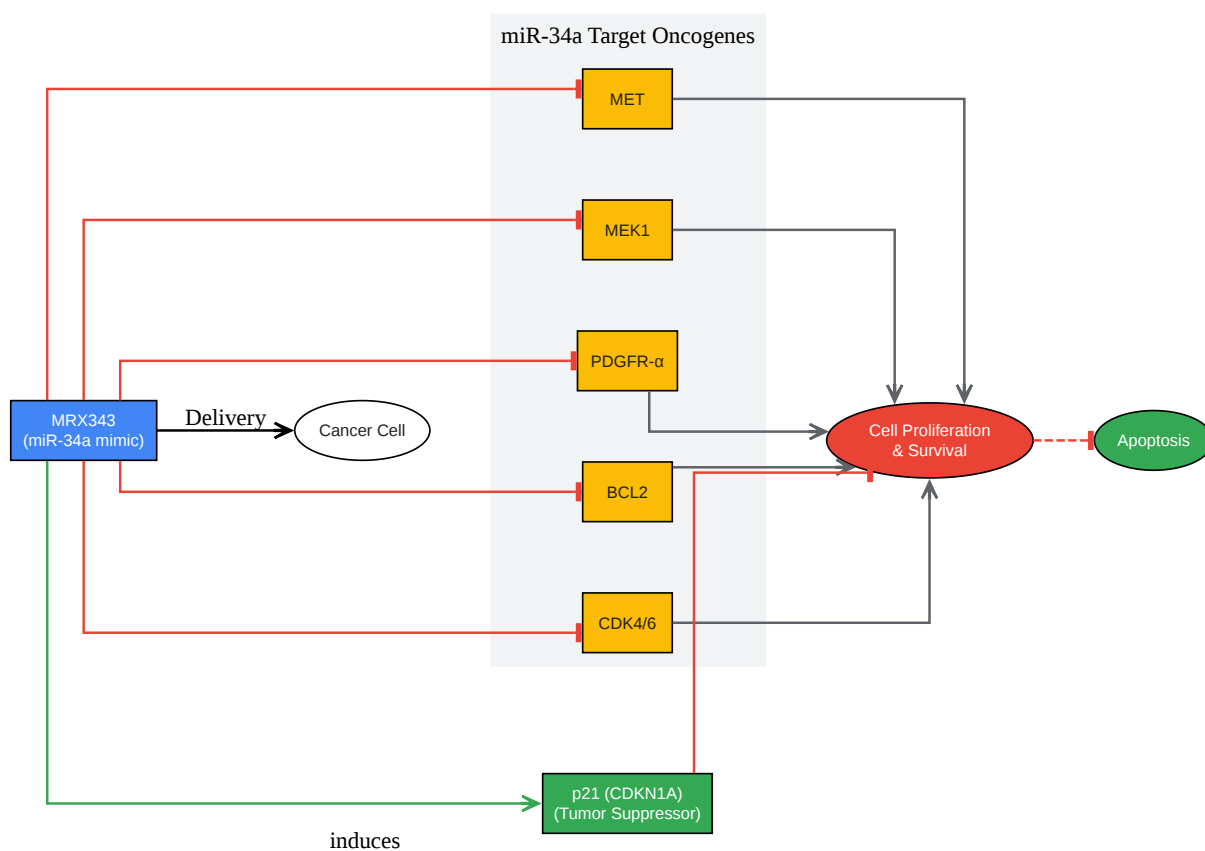 miR-34a Target Oncogenes
MET
MEK1
PDGFR-α
MRX343
(miR-34a mimic)
Delivery
Cancer Cell
Cell Proliferation
& Survival
Apoptosis
BCL2
CDK4/6
p21 (CDKN1A)
(Tumor Suppressor)
induces